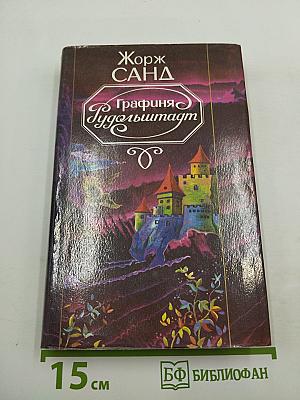 Жорж
САНД
Графиня
Рудольштадт
15 см
БФ БИБЛИОФАН